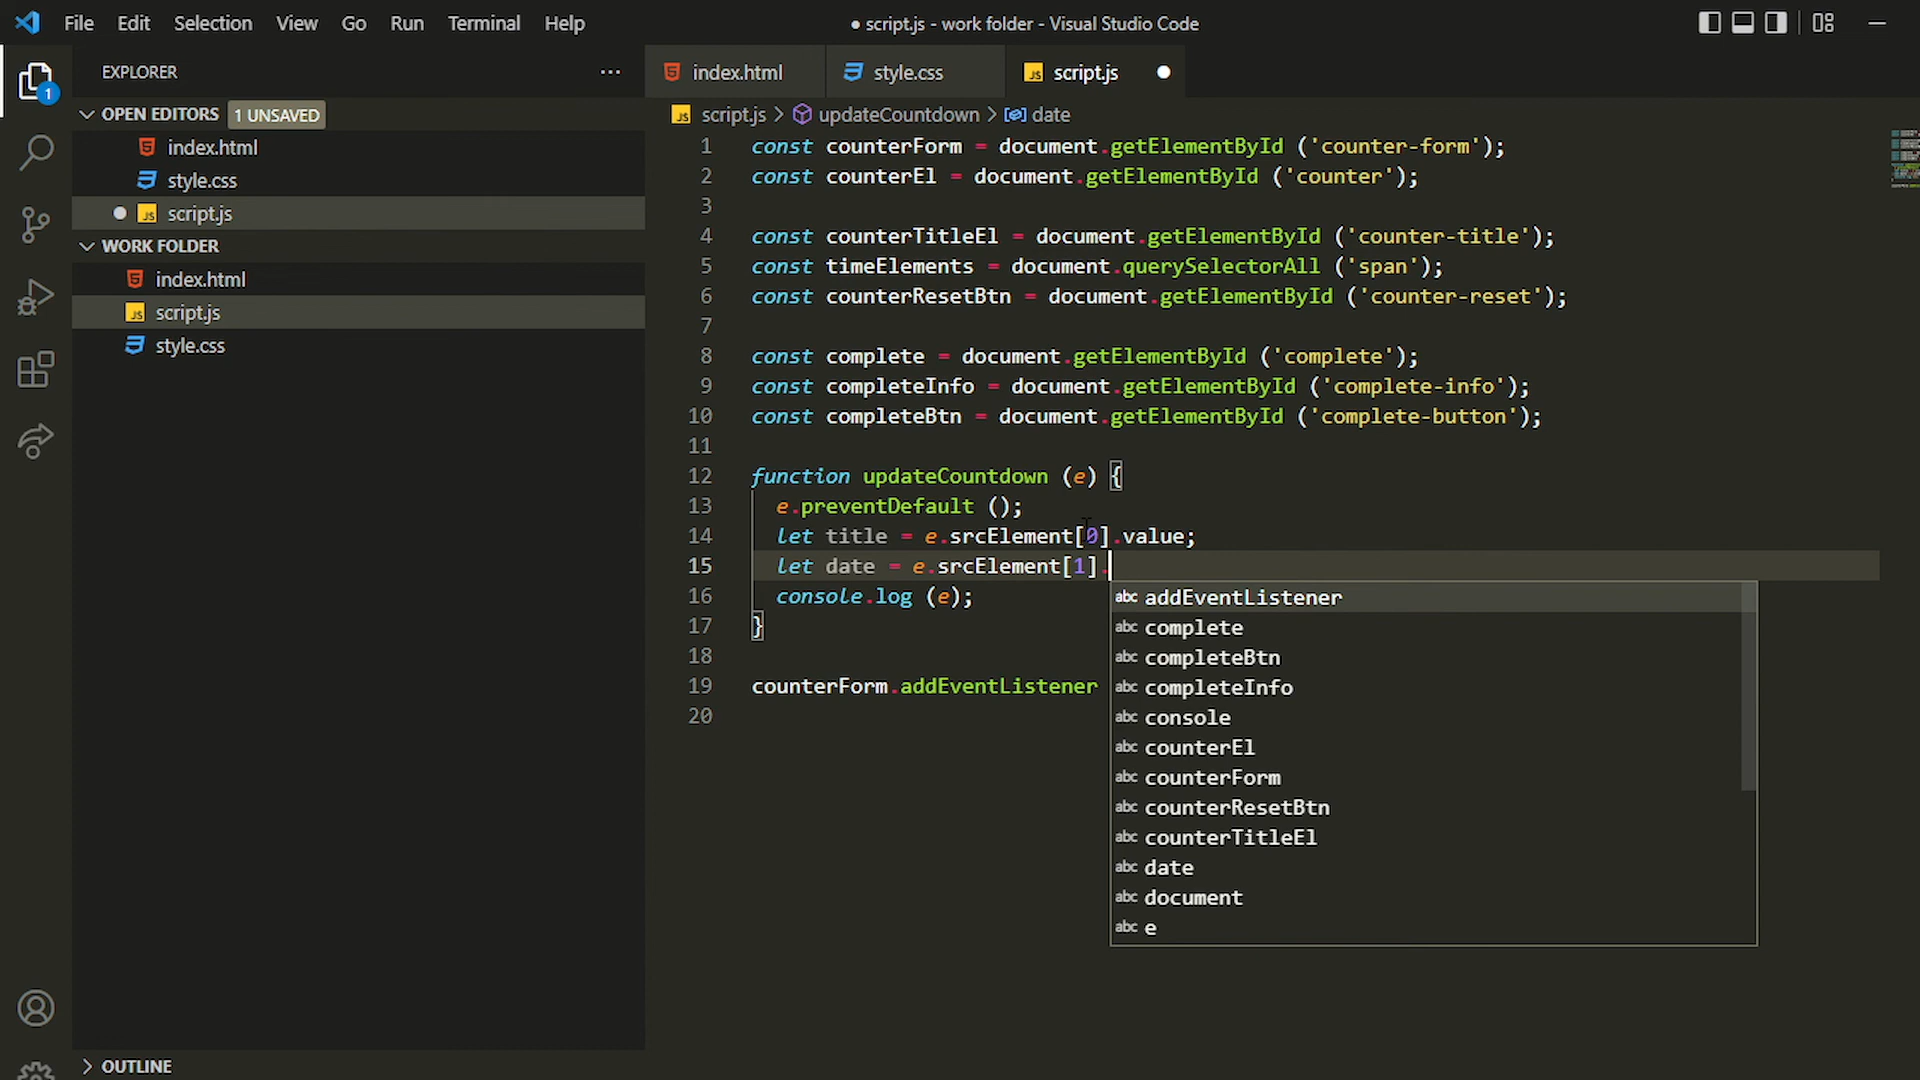 File Edit Selection View Go Run Terminal Help
● script.js - work folder - Visual Studio Code
EXPLORER
1
OPEN EDITORS 1 UNSAVED
index.html
style.css
script.js
WORK FOLDER
index.html
script.js
style.css
OUTLINE
index.html style.css script.js
script.js > updateCountdown > date
1 const counterForm = document.getElementById ('counter-form');
2 const counterEl = document.getElementById ('counter');
3
4 const counterTitleEl = document.getElementById ('counter-title');
5 const timeElements = document.querySelectorAll ('span');
6 const counterResetBtn = document.getElementById ('counter-reset');
7
8 const complete = document.getElementById ('complete');
9 const completeInfo = document.getElementById ('complete-info');
10 const completeBtn = document.getElementById ('complete-button');
11
12 function updateCountdown (e) {
13 e.preventDefault ();
14 let title = e.srcElement[0].value;
15 let date = e.srcElement[1].
16 console.log (e);
17 }
18
19 counterForm.addEventListener
20
abc addEventListener
abc complete
abc completeBtn
abc completeInfo
abc console
abc counterEl
abc counterForm
abc counterResetBtn
abc counterTitleEl
abc date
abc document
abc e